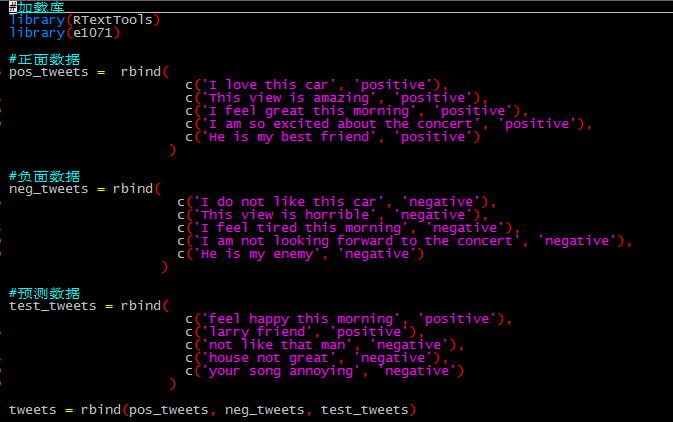 #加载库
library(RTextTools)
library(e1071)
#正面数据
pos_tweets =  rbind(
c('I love this car', 'positive'),
c('This view is amazing', 'positive'),
c('I feel great this morning', 'positive'),
c('I am so excited about the concert', 'positive'),
c('He is my best friend', 'positive')
)
#负面数据
neg_tweets = rbind(
c('I do not like this car', 'negative'),
c('This view is horrible', 'negative'),
c('I feel tired this morning', 'negative'),
c('I am not looking forward to the concert', 'negative'),
c('He is my enemy', 'negative')
)
#预测数据
test_tweets = rbind(
c('feel happy this morning', 'positive'),
c('larry friend', 'positive'),
c('not like that man', 'negative'),
c('house not great', 'negative'),
c('your song annoying', 'negative')
)
tweets = rbind(pos_tweets, neg_tweets, test_tweets)